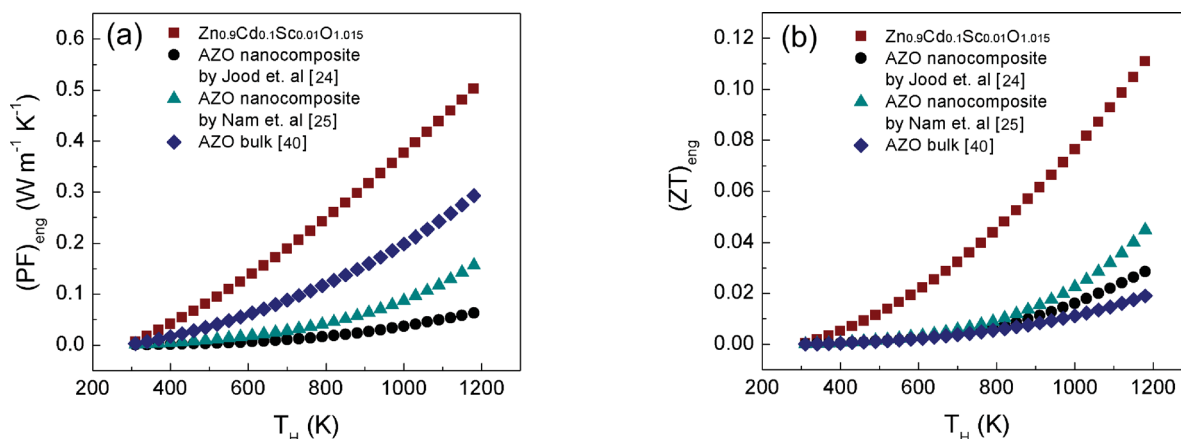 (a)
Zn0.9Cd0.1Sc0.01O1.015
AZO nanocomposite
by Jood et. al [24]
AZO nanocomposite
by Nam et. al [25]
AZO bulk [40]
(PF)eng (W m⁻¹ K⁻¹)
0.6
0.5
0.4
0.3
0.2
0.1
0.0
200 400 600 800 1000 1200
TH (K)
(b)
Zn0.9Cd0.1Sc0.01O1.015
AZO nanocomposite
by Jood et. al [24]
AZO nanocomposite
by Nam et. al [25]
AZO bulk [40]
(ZT)eng
0.12
0.10
0.08
0.06
0.04
0.02
0.00
200 400 600 800 1000 1200
TH (K)